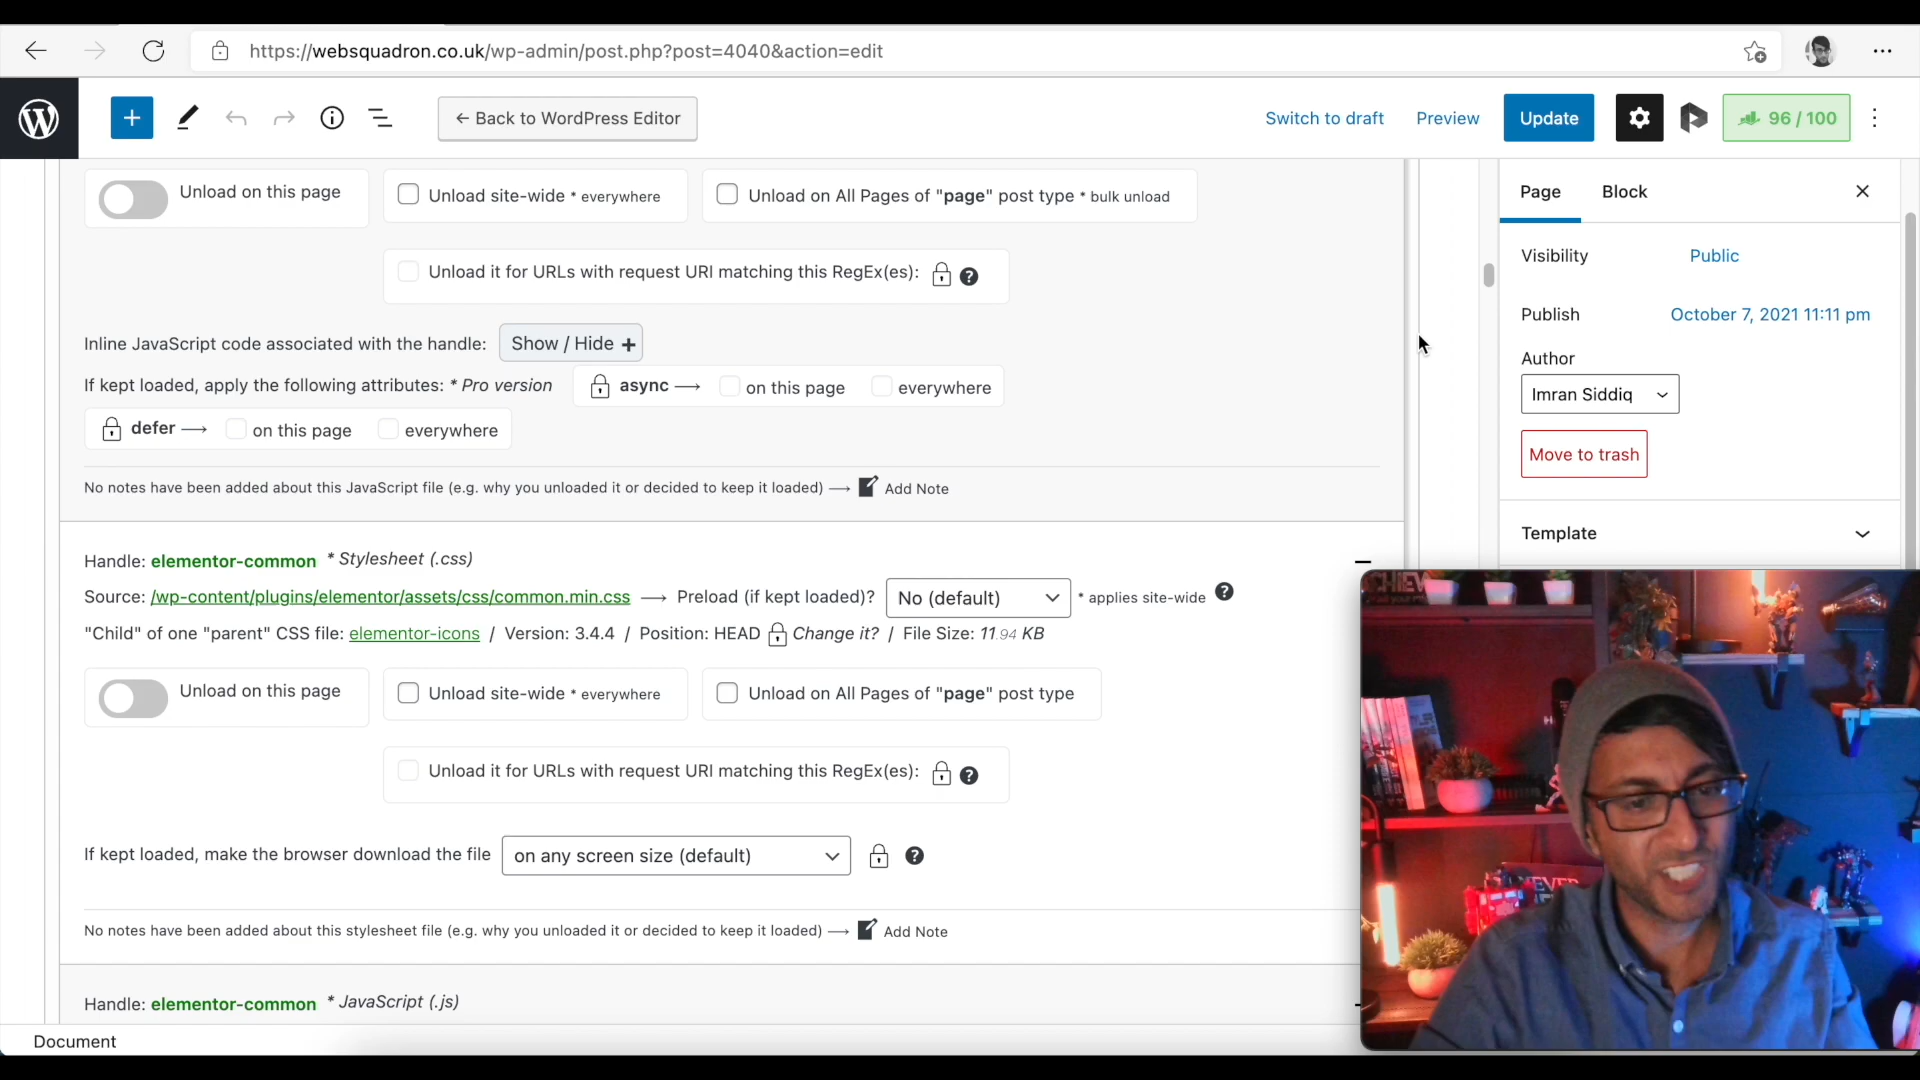 https://websquadron.co.uk/wp-admin/post.php?post=4040&action=edit
← Back to WordPress Editor
Switch to draft
Preview
Update
96 / 100
Unload on this page
Unload site-wide * everywhere
Unload on All Pages of "page" post type * bulk unload
Unload it for URLs with request URI matching this RegEx(es):
Inline JavaScript code associated with the handle: Show / Hide +
If kept loaded, apply the following attributes: * Pro version async ⟶ on this page everywhere
defer ⟶ on this page everywhere
No notes have been added about this JavaScript file (e.g. why you unloaded it or decided to keep it loaded) ⟶ Add Note
Handle: elementor-common * Stylesheet (.css)
Source: /wp-content/plugins/elementor/assets/css/common.min.css ⟶ Preload (if kept loaded)? No (default) * applies site-wide
"Child" of one "parent" CSS file: elementor-icons / Version: 3.4.4 / Position: HEAD Change it? / File Size: 11.94 KB
Unload on this page
Unload site-wide * everywhere
Unload on All Pages of "page" post type
Unload it for URLs with request URI matching this RegEx(es):
If kept loaded, make the browser download the file on any screen size (default)
No notes have been added about this stylesheet file (e.g. why you unloaded it or decided to keep it loaded) ⟶ Add Note
Handle: elementor-common * JavaScript (.js)
Document
Page
Block
Visibility
Public
Publish
October 7, 2021 11:11 pm
Author
Imran Siddiq
Move to trash
Template